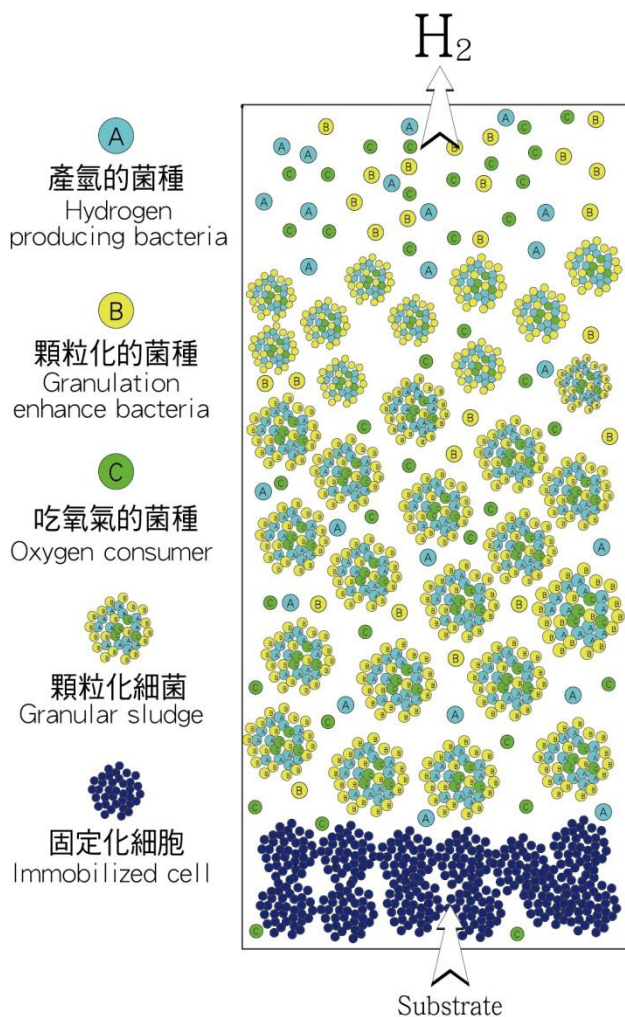 H₂
A
產氫的菌種
Hydrogen
producing bacteria
B
顆粒化的菌種
Granulation
enhance bacteria
C
吃氧氣的菌種
Oxygen consumer
顆粒化細菌
Granular sludge
固定化細胞
Immobilized cell
Substrate